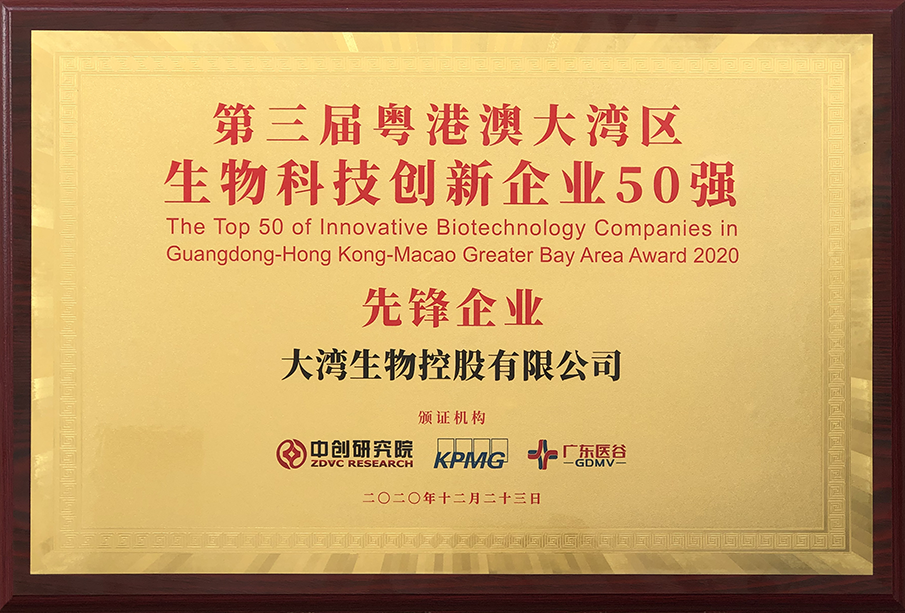 第三届粤港澳大湾区
生物科技创新企业50强
The Top 50 of Innovative Biotechnology Companies in
Guangdong-Hong Kong-Macao Greater Bay Area Award 2020
先锋企业
大湾生物控股有限公司
颁证机构
中创研究院
ZDVC RESEARCH
KPMG
广东医谷
GDMV
二〇二〇年十二月二十三日